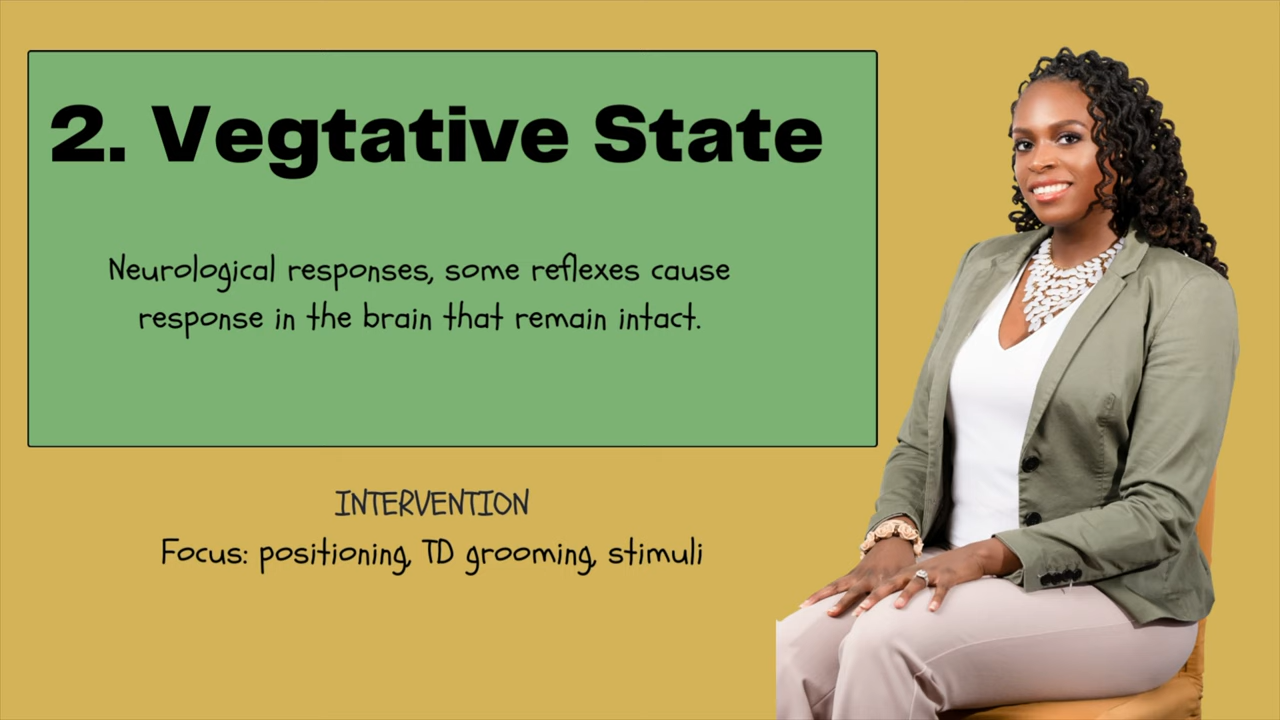 2. Vegtative State
Neurological responses, some reflexes cause
response in the brain that remain intact.
INTERVENTION
Focus: positioning, TD grooming, stimuli